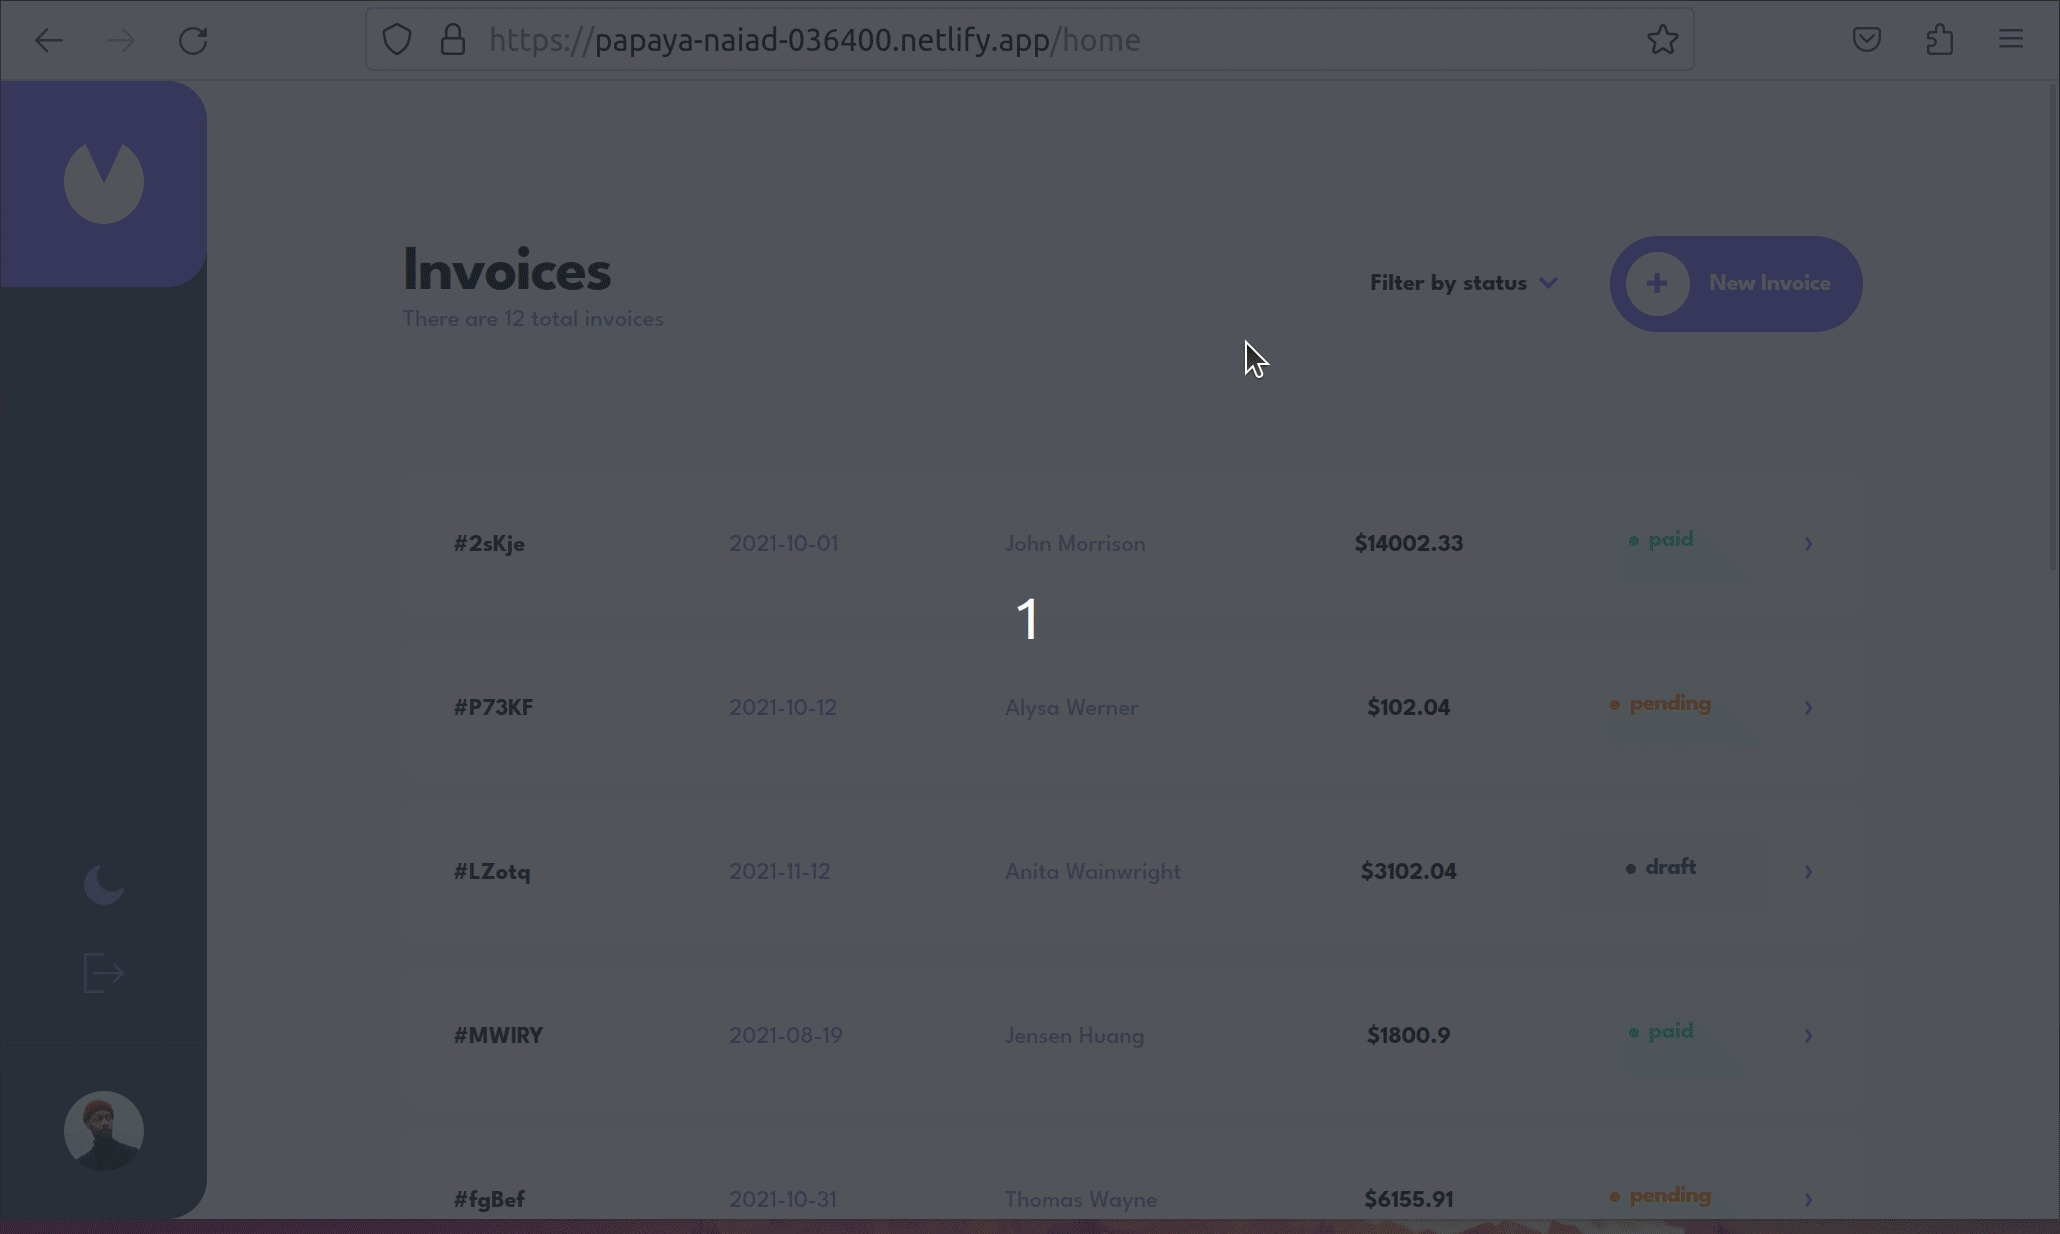 https://papaya-naiad-036400.netlify.app/home
Invoices
There are 12 total invoices
Filter by status
New Invoice
#2sKje 2021-10-01 John Morrison $14002.33 paid
1
#P73KF 2021-10-12 Alysa Werner $102.04 pending
#LZotq 2021-11-12 Anita Wainwright $3102.04 draft
#MWIRY 2021-08-19 Jensen Huang $1800.9 paid
#fgBef 2021-10-31 Thomas Wayne $6155.91 pending